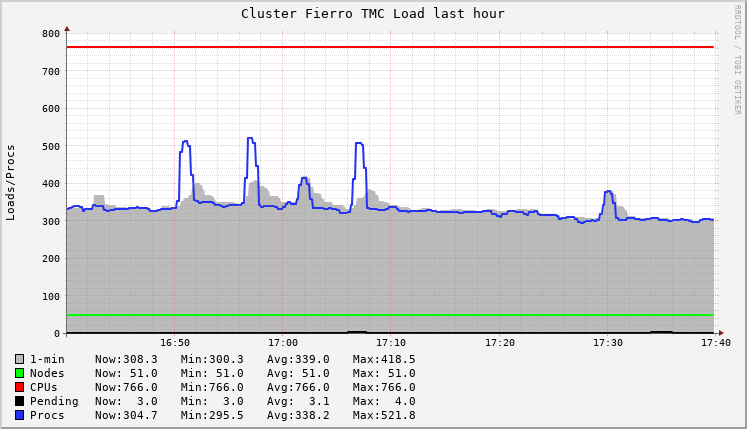 Cluster Fierro TMC Load last hour
RRDTOOL / TOBI OETIKER
Loads/Procs
800
700
600
500
400
300
200
100
0
16:50 17:00 17:10 17:20 17:30 17:40
1-min Now:308.3 Min:300.3 Avg:339.0 Max:418.5
Nodes Now: 51.0 Min: 51.0 Avg: 51.0 Max: 51.0
CPUs Now:766.0 Min:766.0 Avg:766.0 Max:766.0
Pending Now: 3.0 Min: 3.0 Avg: 3.1 Max: 4.0
Procs Now:304.7 Min:295.5 Avg:338.2 Max:521.8